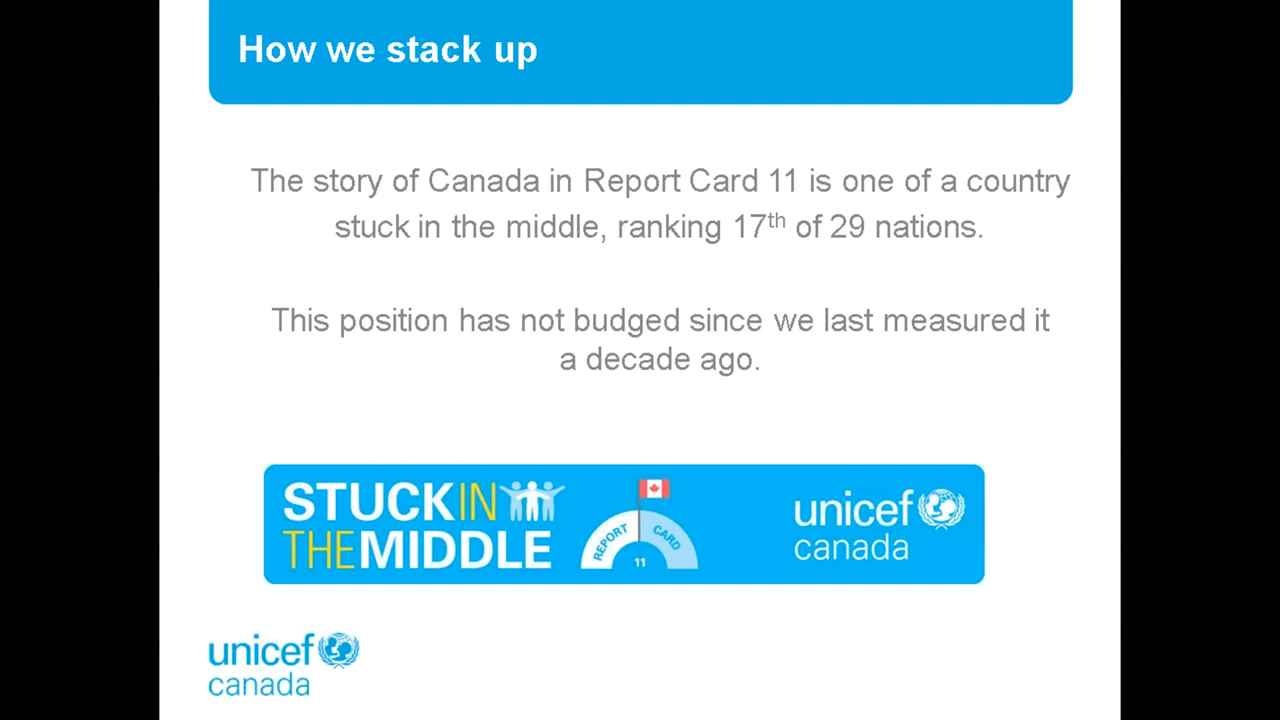 How we stack up
The story of Canada in Report Card 11 is one of a country
stuck in the middle, ranking 17th of 29 nations.
This position has not budged since we last measured it
a decade ago.
STUCK IN
THE MIDDLE
REPORT CARD
11
unicef
canada
unicef
canada